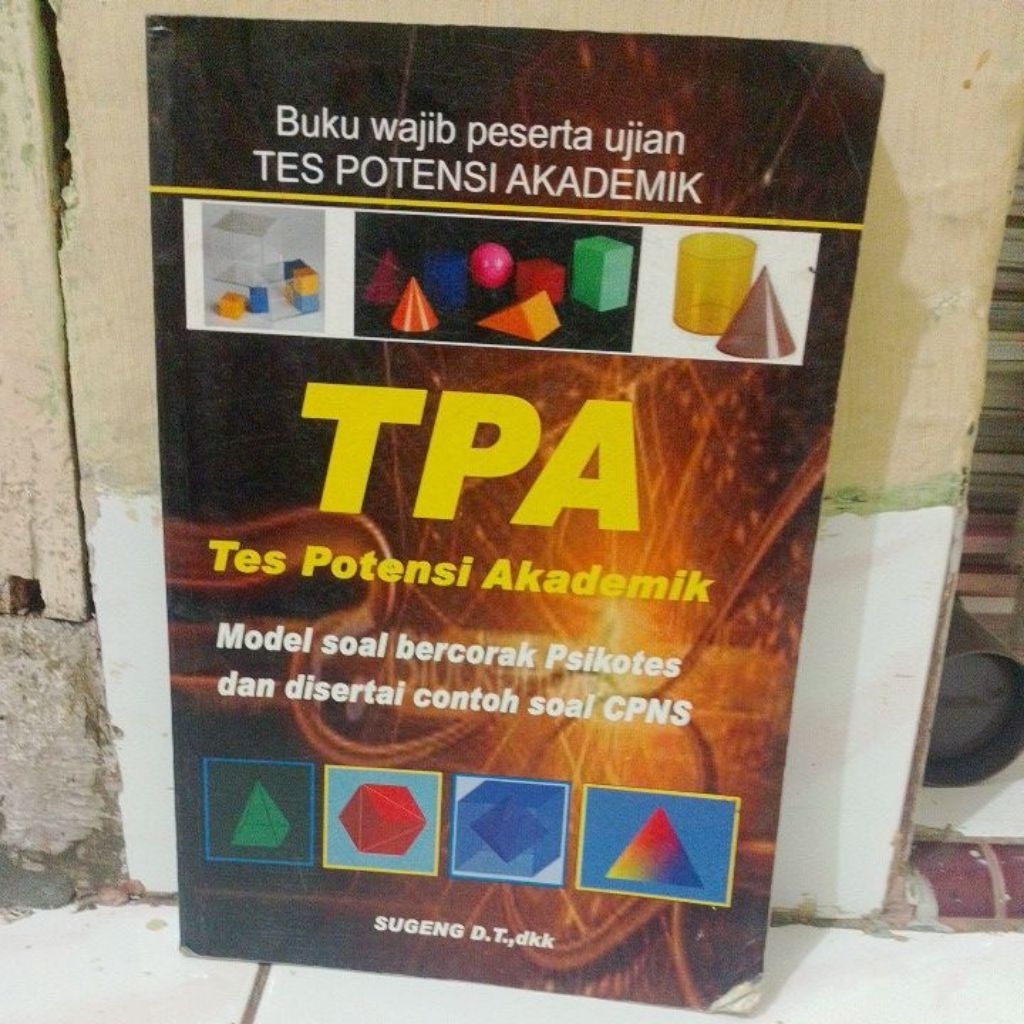 Buku wajib peserta ujian
TES POTENSI AKADEMIK
TPA
Tes Potensi Akademik
Model soal bercorak Psikotes
dan disertai contoh soal CPNS
SUGENG D.T.,dkk